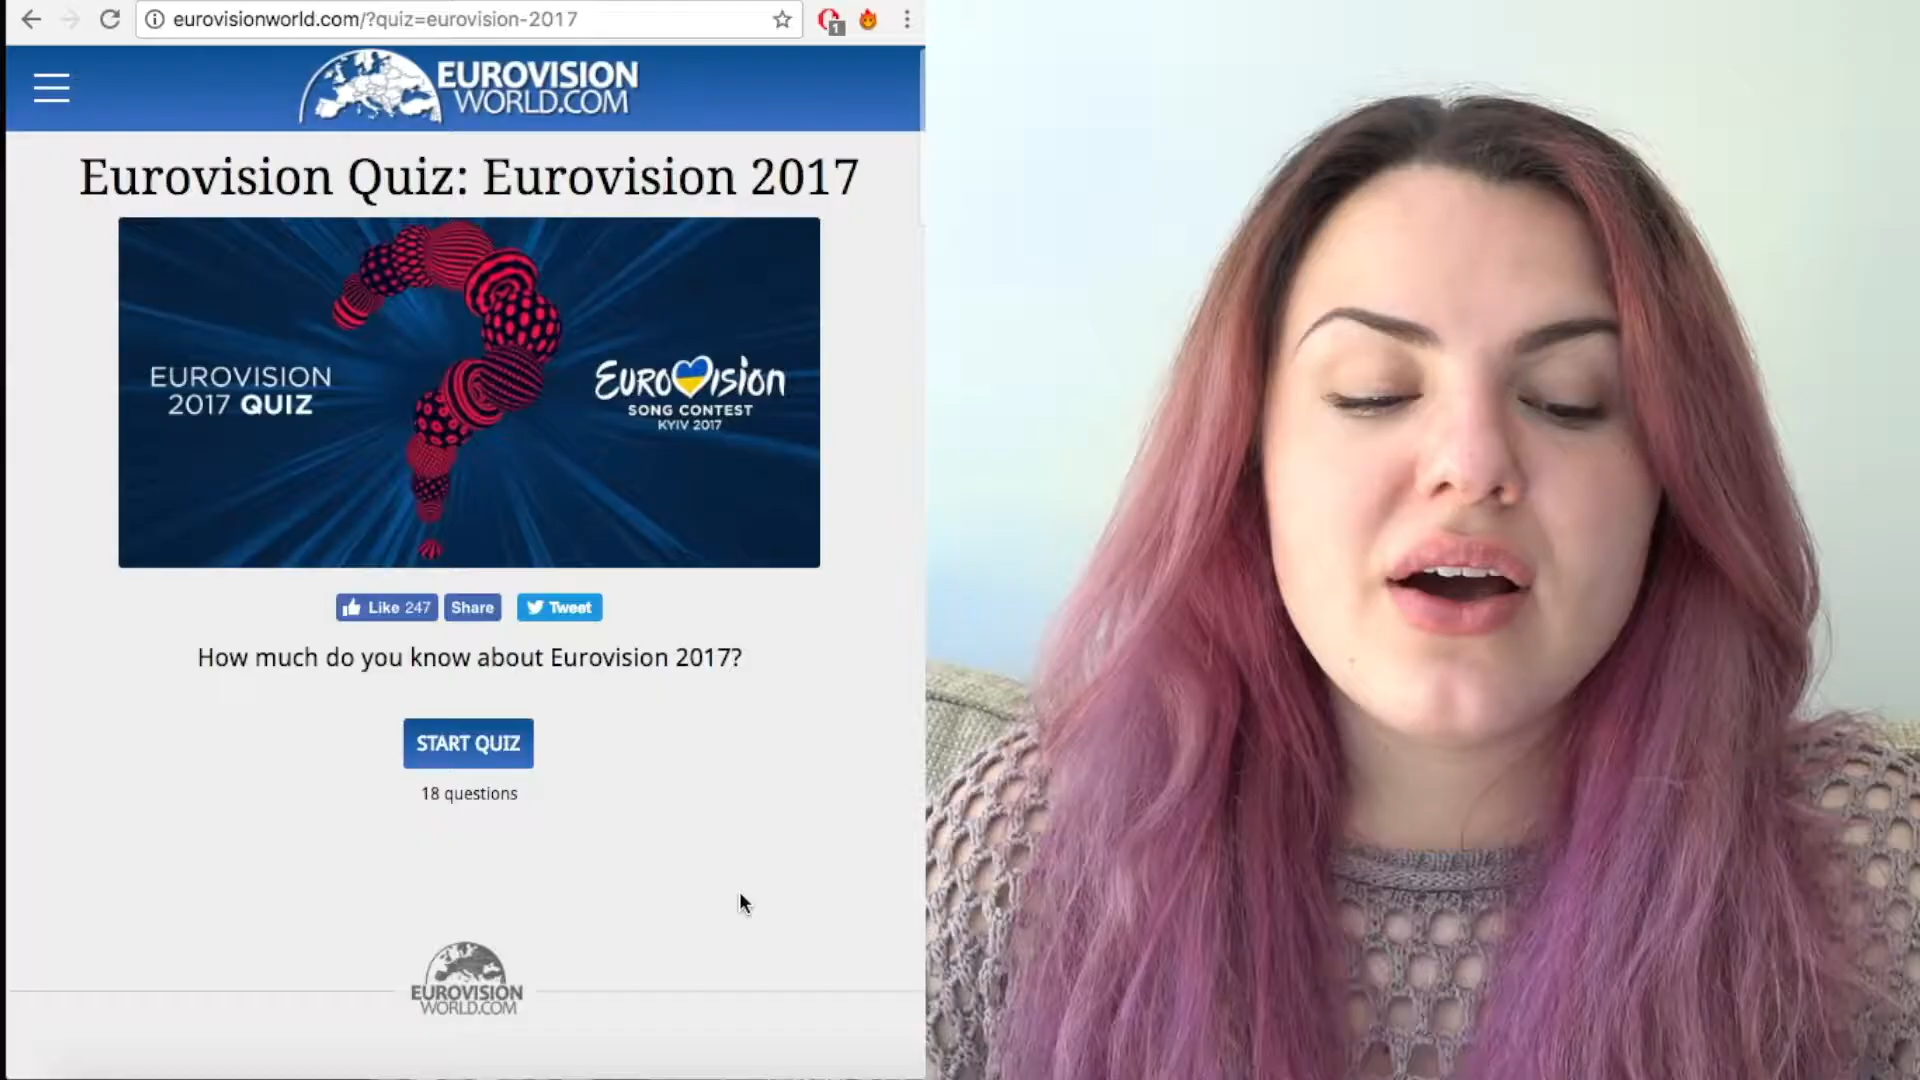 eurovisionworld.com/?quiz=eurovision-2017
1
EUROVISION
WORLD.COM
Eurovision Quiz: Eurovision 2017
EUROVISION
2017 QUIZ
EUROVISION
SONG CONTEST
KYIV 2017
Like 247
Share
Tweet
How much do you know about Eurovision 2017?
START QUIZ
18 questions
EUROVISION
WORLD.COM